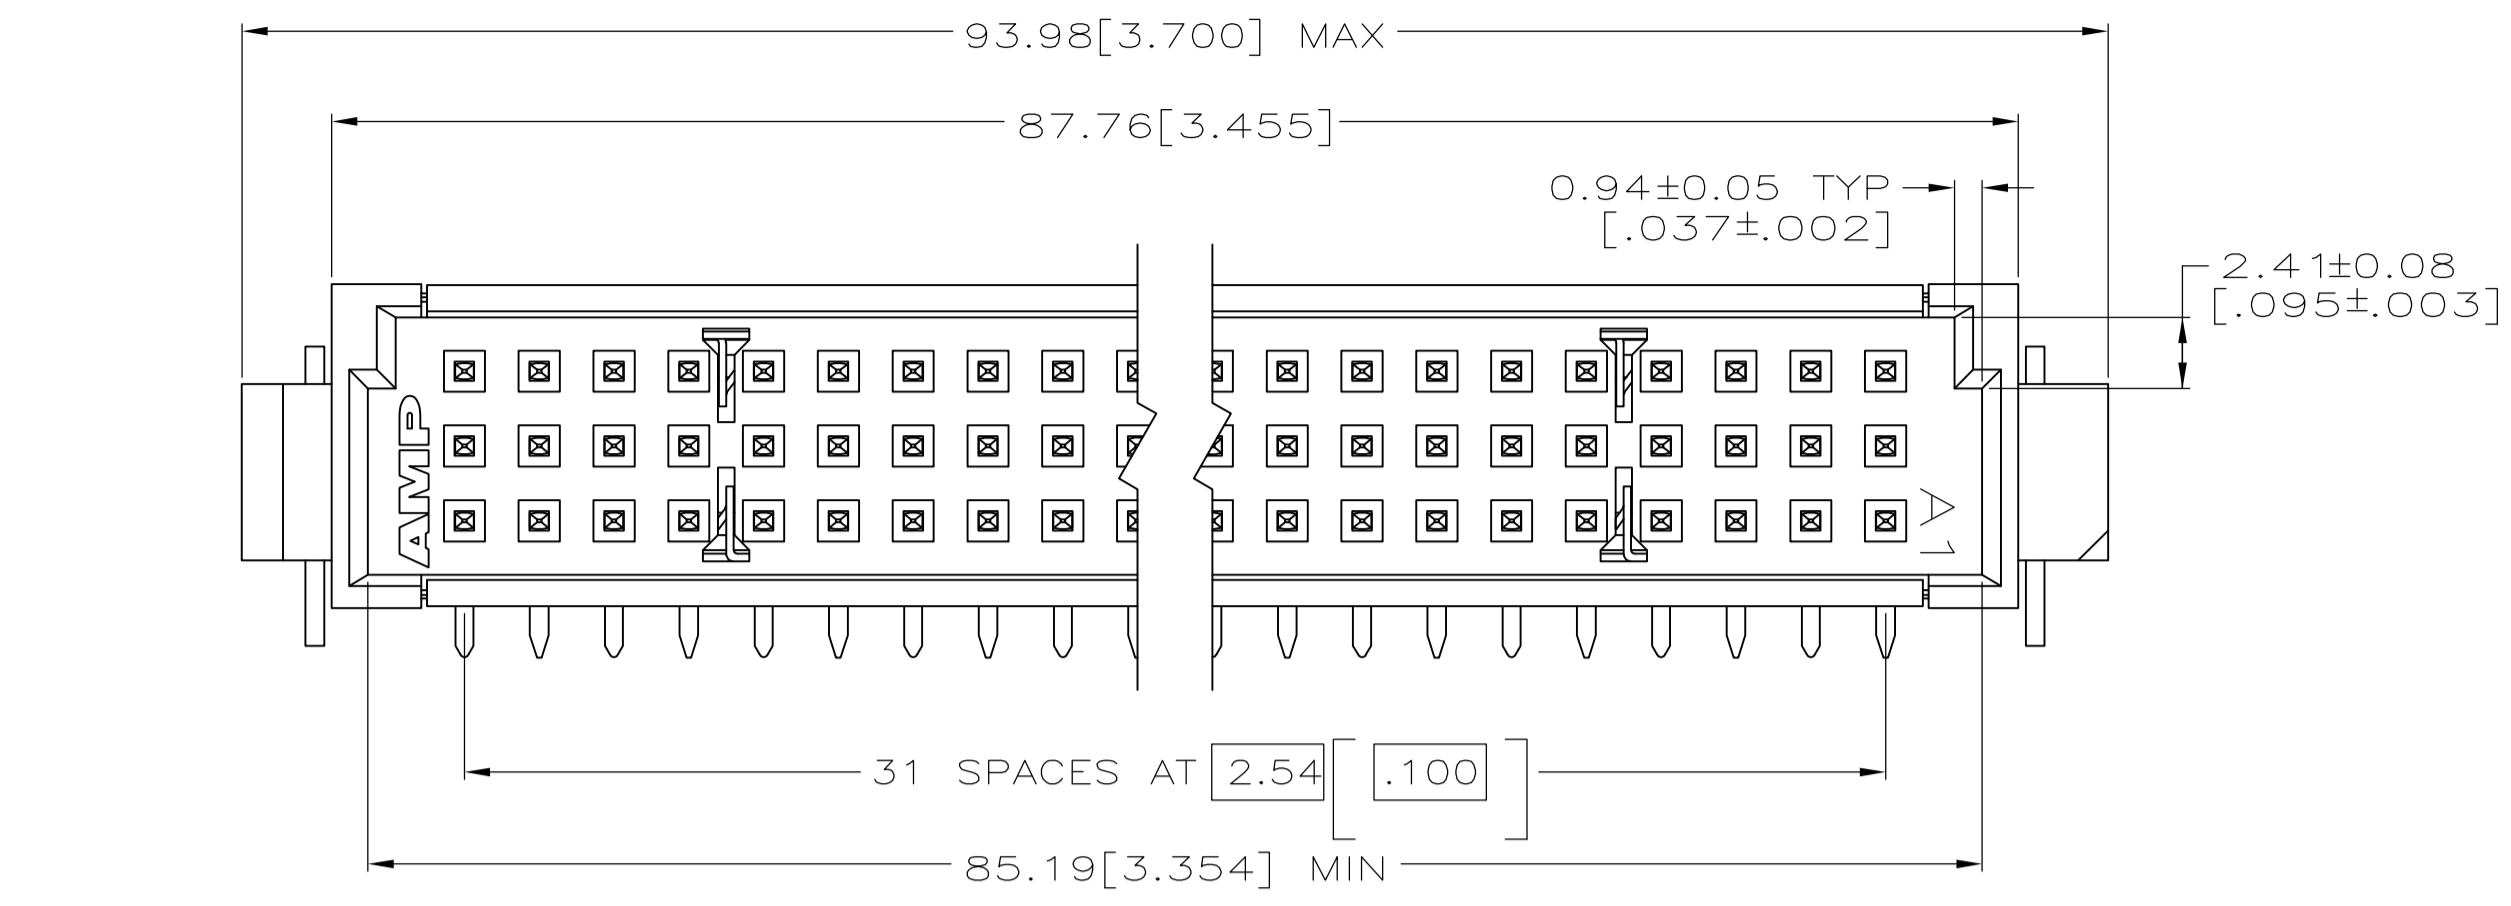 93.98[3.700] MAX
87.76[3.455]
0.94±0.05 TYP
[.037±.002]
2.41±0.08
[.095±.003]
AMP
A
1
31 SPACES AT 2.54 [.100]
85.19[3.354] MIN